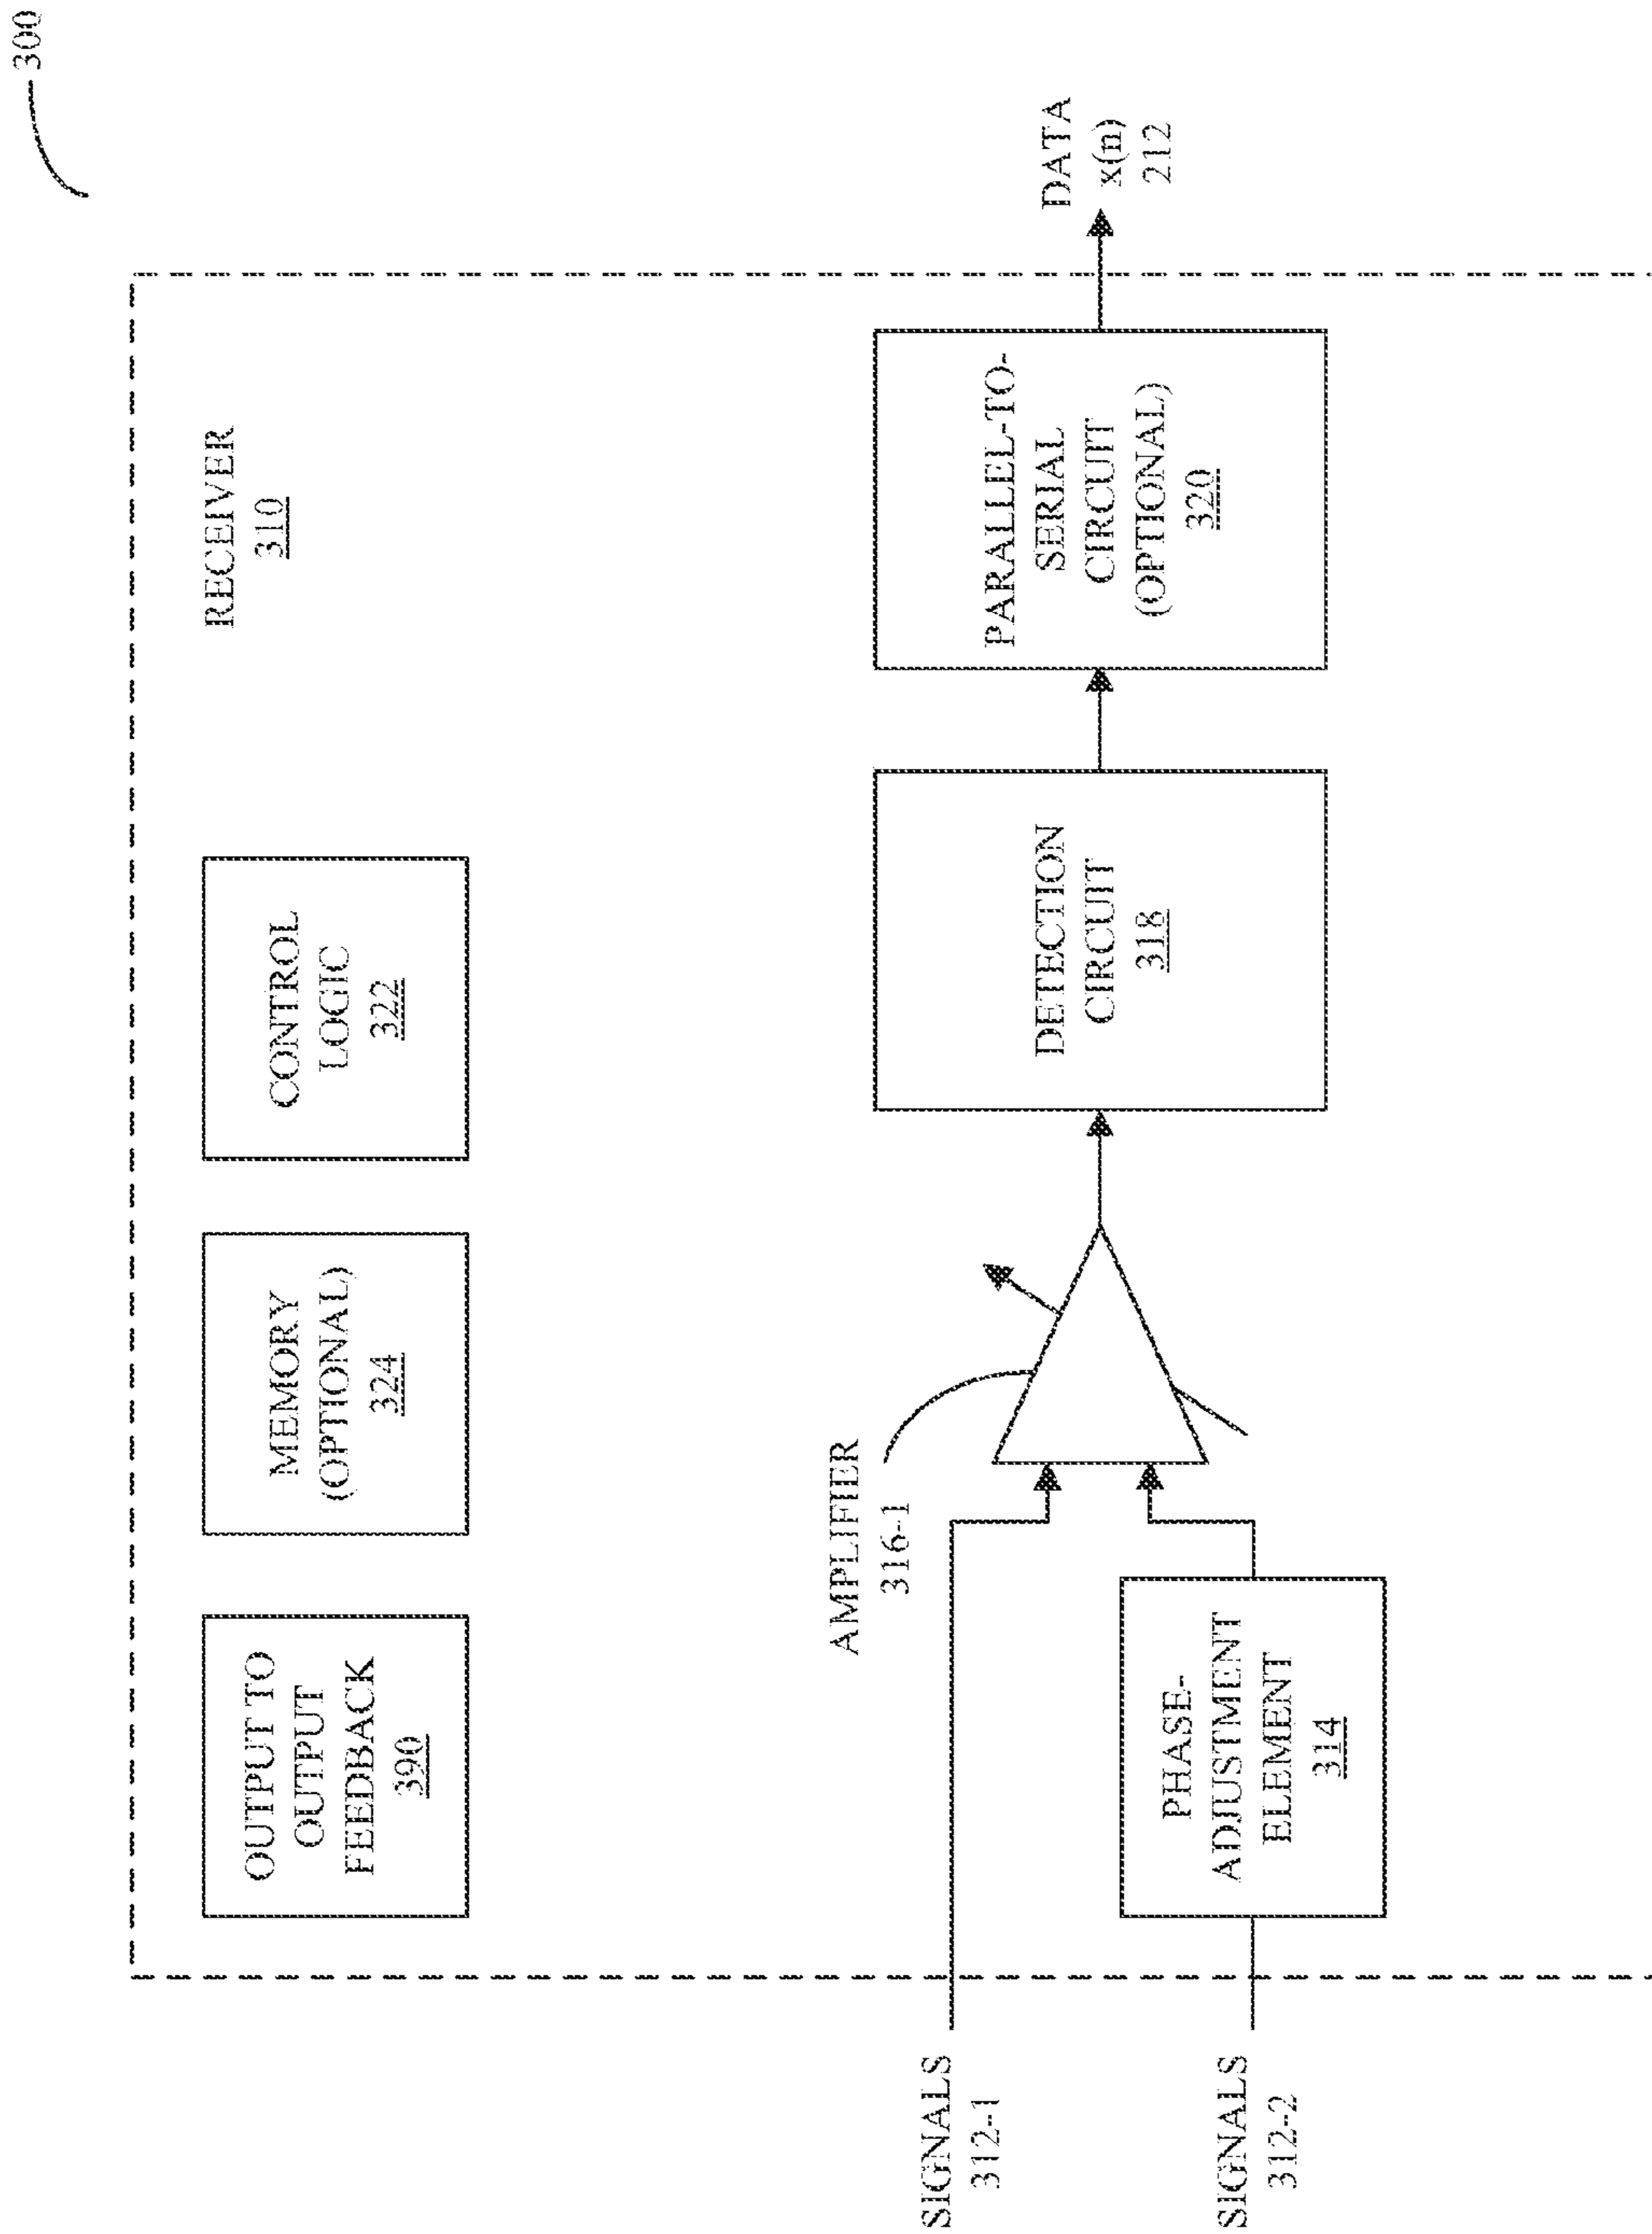 300
RECEIVER
310
OUTPUT TO
OUTPUT
FEEDBACK
390
MEMORY
(OPTIONAL)
324
CONTROL
LOGIC
322
SIGNALS
312-1
SIGNALS
312-2
PHASE-
ADJUSTMENT
ELEMENT
314
AMPLIFIER
316-1
DETECTION
CIRCUIT
318
PARALLEL-TO-
SERIAL
CIRCUIT
(OPTIONAL)
320
DATA
x(n)
212